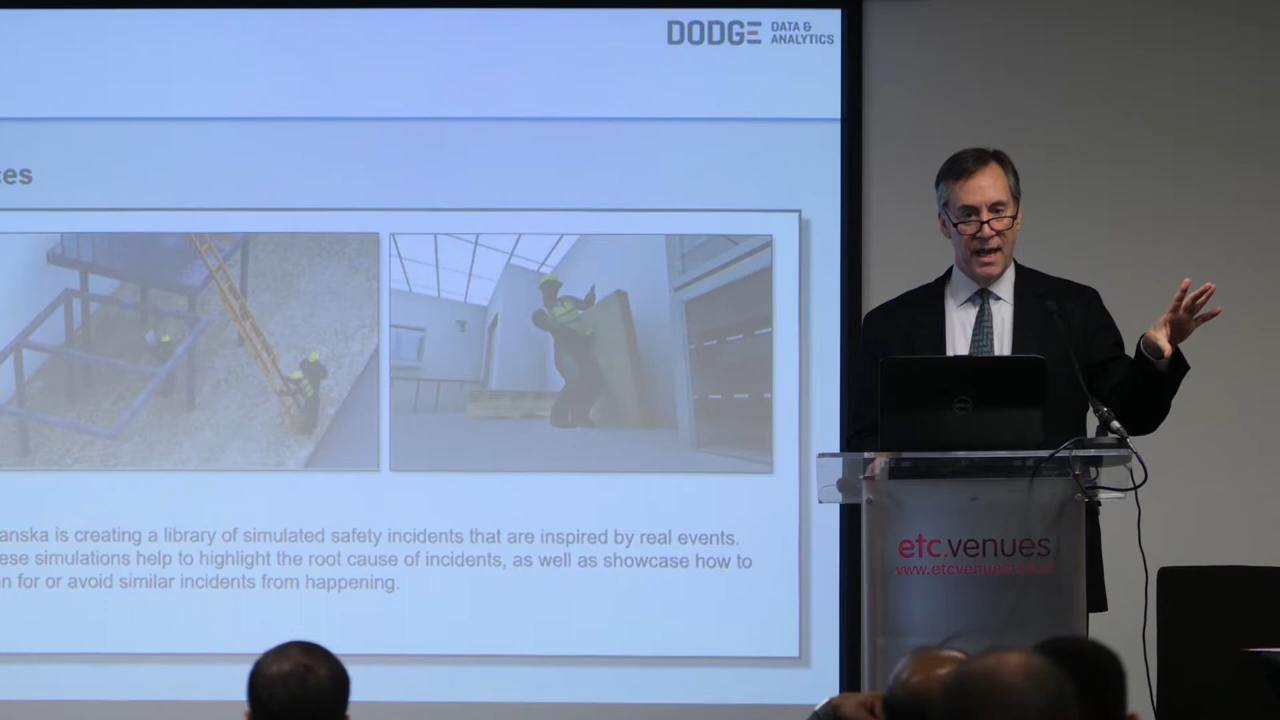 DODGE DATA &
ANALYTICS
ces
anska is creating a library of simulated safety incidents that are inspired by real events.
ese simulations help to highlight the root cause of incidents, as well as showcase how to
n for or avoid similar incidents from happening.
etc.venues